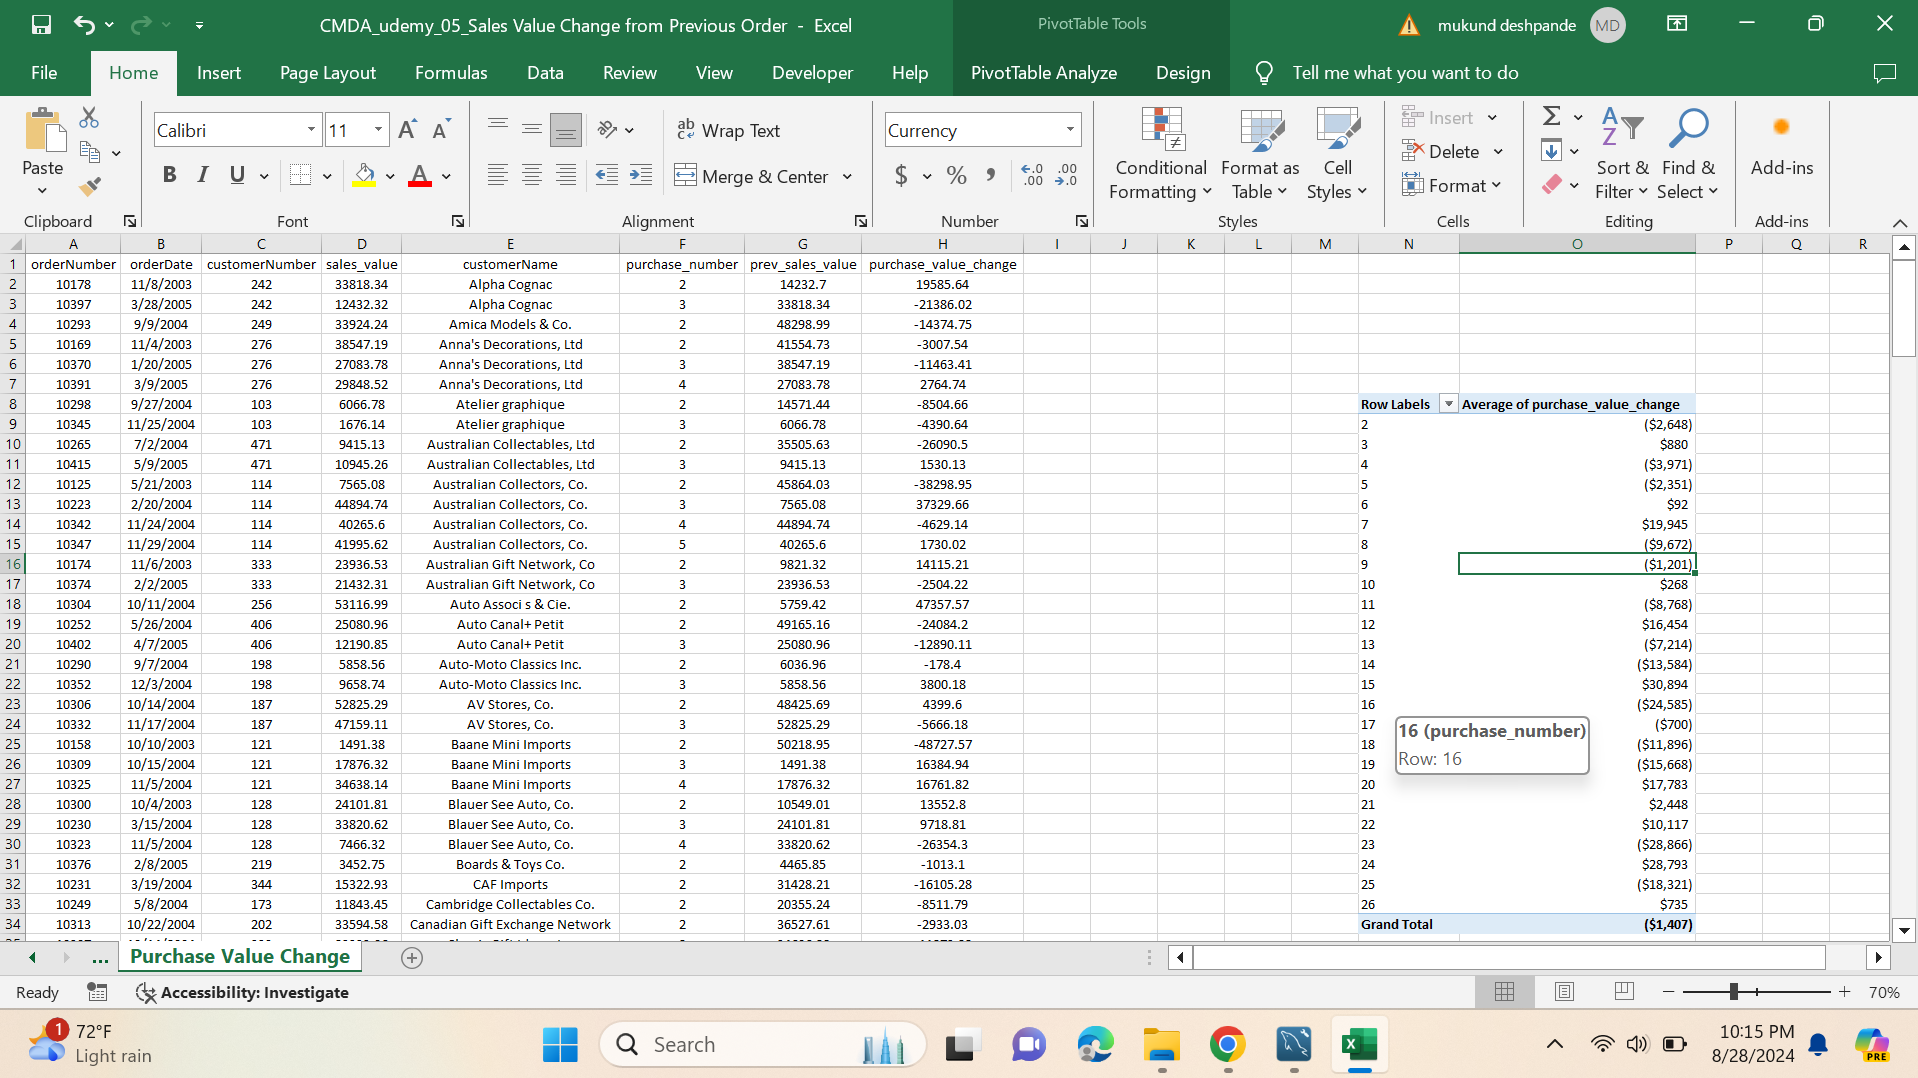 CMDA_udemy_05_Sales Value Change from Previous Order - Excel
PivotTable Tools
mukund deshpande
MD
File Home Insert Page Layout Formulas Data Review View Developer Help PivotTable Analyze Design Tell me what you want to do
Paste
Clipboard
Calibri 11
B I U
Font
Wrap Text
Merge & Center
Alignment
Currency
$ % ,
Number
Conditional Formatting
Format as Table
Cell Styles
Styles
Insert
Delete
Format
Cells
Sort & Filter
Find & Select
Editing
Add-ins
Add-ins
A B C D E F G H I J K L M N O P Q R
1 orderNumber orderDate customerNumber sales_value customerName purchase_number prev_sales_value purchase_value_change
2 10178 11/8/2003 242 33818.34 Alpha Cognac 2 14232.7 19585.64
3 10397 3/28/2005 242 12432.32 Alpha Cognac 3 33818.34 -21386.02
4 10293 9/9/2004 249 33924.24 Amica Models & Co. 2 48298.99 -14374.75
5 10169 11/4/2003 276 38547.19 Anna's Decorations, Ltd 2 41554.73 -3007.54
6 10370 1/20/2005 276 27083.78 Anna's Decorations, Ltd 3 38547.19 -11463.41
7 10391 3/9/2005 276 29848.52 Anna's Decorations, Ltd 4 27083.78 2764.74
8 10298 9/27/2004 103 6066.78 Atelier graphique 2 14571.44 -8504.66 Row Labels Average of purchase_value_change
9 10345 11/25/2004 103 1676.14 Atelier graphique 3 6066.78 -4390.64 2 ($2,648)
10 10265 7/2/2004 471 9415.13 Australian Collectables, Ltd 2 35505.63 -26090.5 3 $880
11 10415 5/9/2005 471 10945.26 Australian Collectables, Ltd 3 9415.13 1530.13 4 ($3,971)
12 10125 5/21/2003 114 7565.08 Australian Collectors, Co. 2 45864.03 -38298.95 5 ($2,351)
13 10223 2/20/2004 114 44894.74 Australian Collectors, Co. 3 7565.08 37329.66 6 $92
14 10342 11/24/2004 114 40265.6 Australian Collectors, Co. 4 44894.74 -4629.14 7 $19,945
15 10347 11/29/2004 114 41995.62 Australian Collectors, Co. 5 40265.6 1730.02 8 ($9,672)
16 10174 11/6/2003 333 23936.53 Australian Gift Network, Co 2 9821.32 14115.21 9 ($1,201)
17 10374 2/2/2005 333 21432.31 Australian Gift Network, Co 3 23936.53 -2504.22 10 $268
18 10304 10/11/2004 256 53116.99 Auto Associ s & Cie. 2 5759.42 47357.57 11 ($8,768)
19 10252 5/26/2004 406 25080.96 Auto Canal+ Petit 2 49165.16 -24084.2 12 $16,454
20 10402 4/7/2005 406 12190.85 Auto Canal+ Petit 3 25080.96 -12890.11 13 ($7,214)
21 10290 9/7/2004 198 5858.56 Auto-Moto Classics Inc. 2 6036.96 -178.4 14 ($13,584)
22 10352 12/3/2004 198 9658.74 Auto-Moto Classics Inc. 3 5858.56 3800.18 15 $30,894
23 10306 10/14/2004 187 52825.29 AV Stores, Co. 2 48425.69 4399.6 16 ($24,585)
24 10332 11/17/2004 187 47159.11 AV Stores, Co. 3 52825.29 -5666.18 17 ($700)
25 10158 10/10/2003 121 1491.38 Baane Mini Imports 2 50218.95 -48727.57 18 ($11,896)
26 10309 10/15/2004 121 17876.32 Baane Mini Imports 3 1491.38 16384.94 19 ($15,668)
27 10325 11/5/2004 121 34638.14 Baane Mini Imports 4 17876.32 16761.82 20 $17,783
28 10300 10/4/2003 128 24101.81 Blauer See Auto, Co. 2 10549.01 13552.8 21 $2,448
29 10230 3/15/2004 128 33820.62 Blauer See Auto, Co. 3 24101.81 9718.81 22 $10,117
30 10323 11/5/2004 128 7466.32 Blauer See Auto, Co. 4 33820.62 -26354.3 23 ($28,866)
31 10376 2/8/2005 219 3452.75 Boards & Toys Co. 2 4465.85 -1013.1 24 $28,793
32 10231 3/19/2004 344 15322.93 CAF Imports 2 31428.21 -16105.28 25 ($18,321)
33 10249 5/8/2004 173 11843.45 Cambridge Collectables Co. 2 20355.24 -8511.79 26 $735
34 10313 10/22/2004 202 33594.58 Canadian Gift Exchange Network 2 36527.61 -2933.03 Grand Total ($1,407)
16 (purchase_number)
Row: 16
... Purchase Value Change
Ready Accessibility: Investigate 70%
1 72°F
Light rain
Search
10:15 PM
8/28/2024
PRE